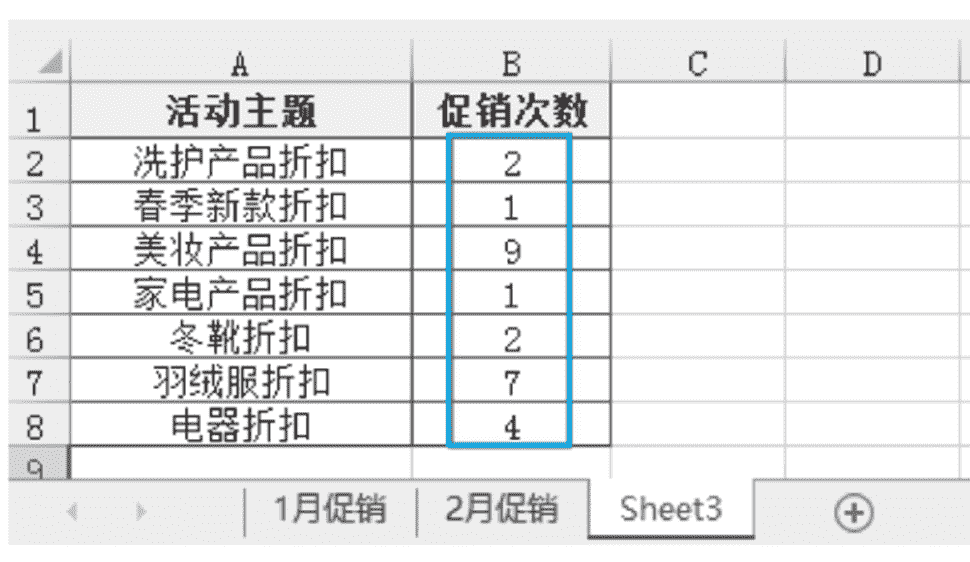 A B C D
1 活动主题 促销次数
2 洗护产品折扣 2
3 春季新款折扣 1
4 美妆产品折扣 9
5 家电产品折扣 1
6 冬靴折扣 2
7 羽绒服折扣 7
8 电器折扣 4
9
1月促销 2月促销 Sheet3